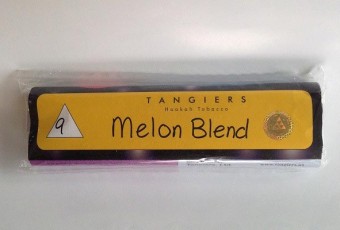 TANGIERS
Hookah Tobacco
9
Melon Blend